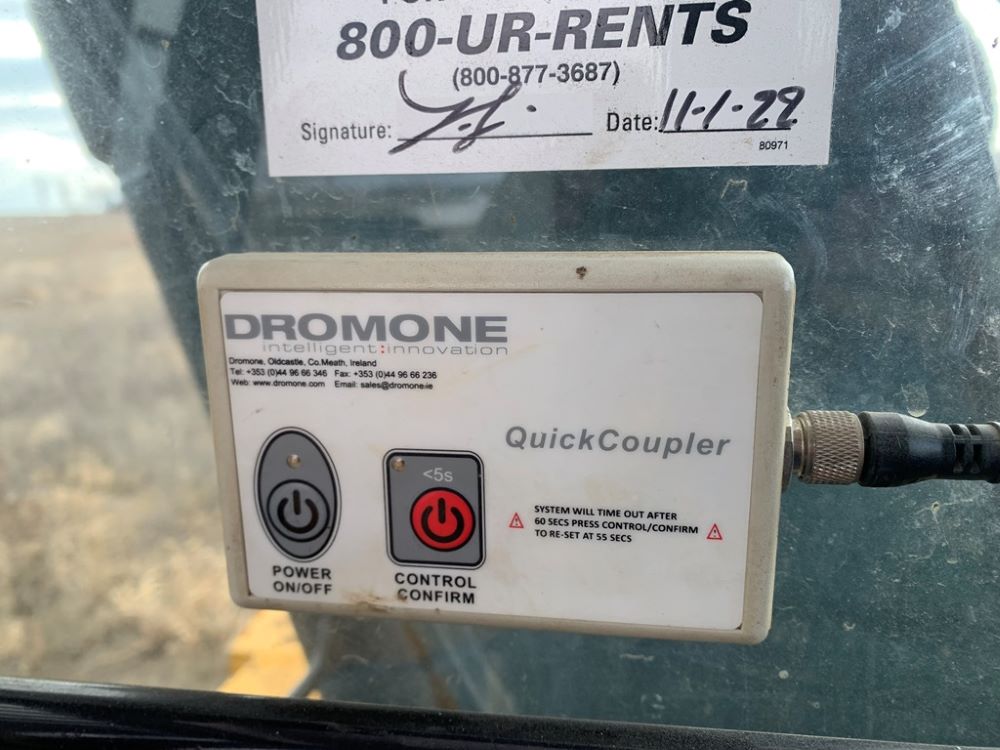 800-UR-RENTS
(800-877-3687)
Signature: Date: 11-1-22
80971
DROMONE
intelligent:innovation
Dromone, Oldcastle, Co.Meath, Ireland
Tel: +353 (0)44 96 66 346 Fax: +353 (0)44 96 66 236
Web: www.dromone.com Email: sales@dromone.ie
QuickCoupler
<5s
SYSTEM WILL TIME OUT AFTER
60 SECS PRESS CONTROL/CONFIRM
TO RE-SET AT 55 SECS
POWER
ON/OFF
CONTROL
CONFIRM